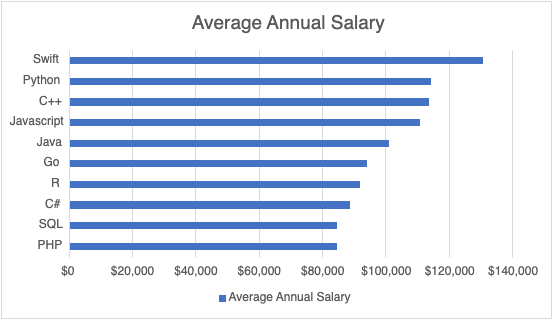 Average Annual Salary
Swift
Python
C++
Javascript
Java
Go
R
C#
SQL
PHP
$0 $20,000 $40,000 $60,000 $80,000 $100,000 $120,000 $140,000
Average Annual Salary